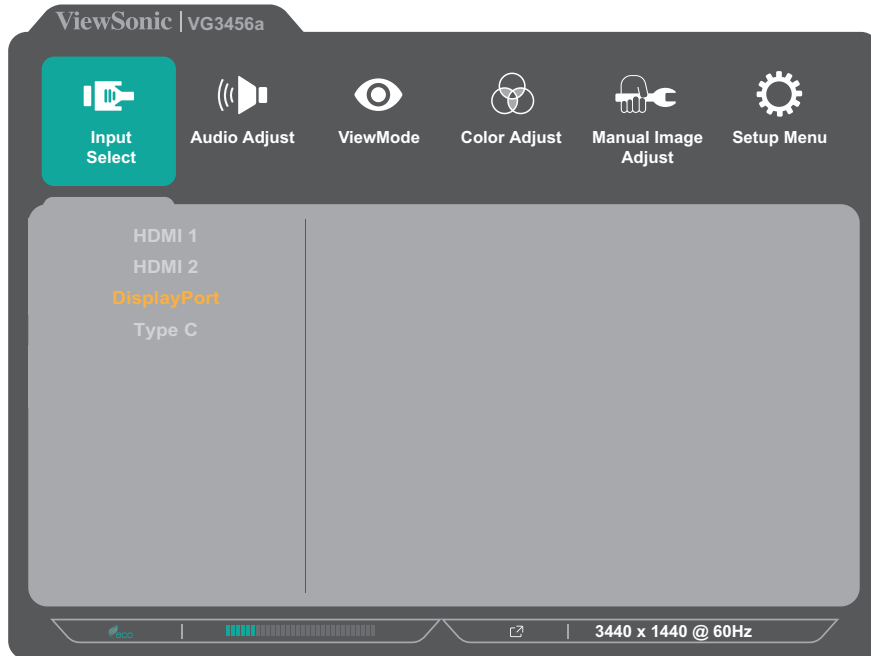 ViewSonic VG3456a
Input
Select
Audio Adjust
ViewMode
Color Adjust
Manual Image
Adjust
Setup Menu
HDMI 1
HDMI 2
DisplayPort
Type C
eco
3440 x 1440 @ 60Hz